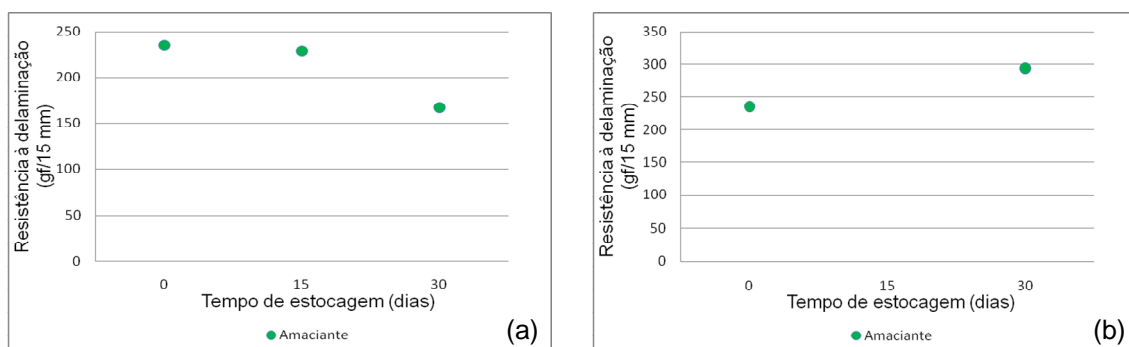 Resistência à delaminação
(gf/15 mm)
250
200
150
100
50
0
0 15 30
Tempo de estocagem (dias)
Amaciante
(a)
Resistência à delaminação
(gf/15 mm)
350
300
250
200
150
100
50
0
0 15 30
Tempo de estocagem (dias)
Amaciante
(b)